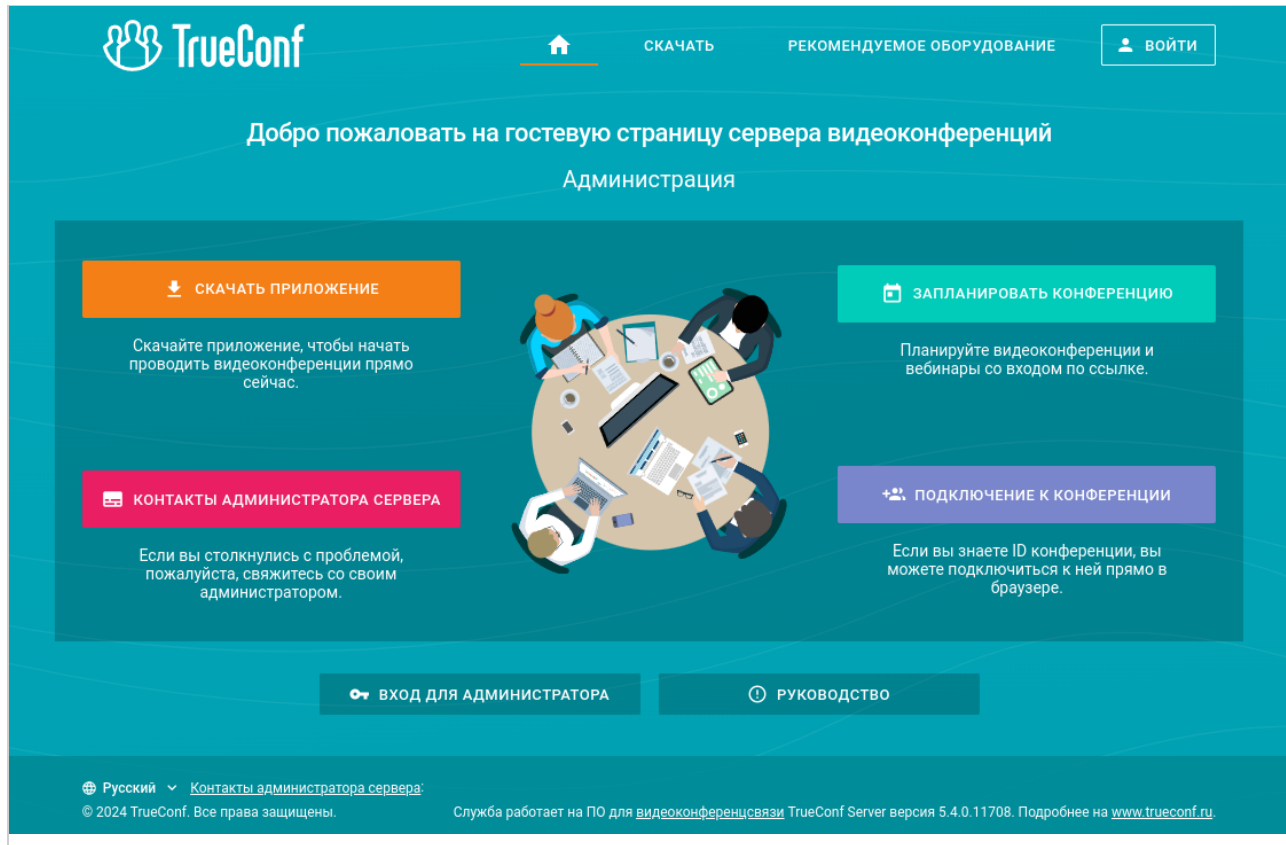 TrueConf
СКАЧАТЬ
РЕКОМЕНДУЕМОЕ ОБОРУДОВАНИЕ
ВОЙТИ
Добро пожаловать на гостевую страницу сервера видеоконференций
Администрация
СКАЧАТЬ ПРИЛОЖЕНИЕ
Скачайте приложение, чтобы начать
проводить видеоконференции прямо
сейчас.
ЗАПЛАНИРОВАТЬ КОНФЕРЕНЦИЮ
Планируйте видеоконференции и
вебинары со входом по ссылке.
КОНТАКТЫ АДМИНИСТРАТОРА СЕРВЕРА
Если вы столкнулись с проблемой,
пожалуйста, свяжитесь со своим
администратором.
ПОДКЛЮЧЕНИЕ К КОНФЕРЕНЦИИ
Если вы знаете ID конференции, вы
можете подключиться к ней прямо в
браузере.
ВХОД ДЛЯ АДМИНИСТРАТОРА
РУКОВОДСТВО
Русский Контакты администратора сервера:
© 2024 TrueConf. Все права защищены.
Служба работает на ПО для видеоконференцсвязи TrueConf Server версия 5.4.0.11708. Подробнее на www.trueconf.ru.